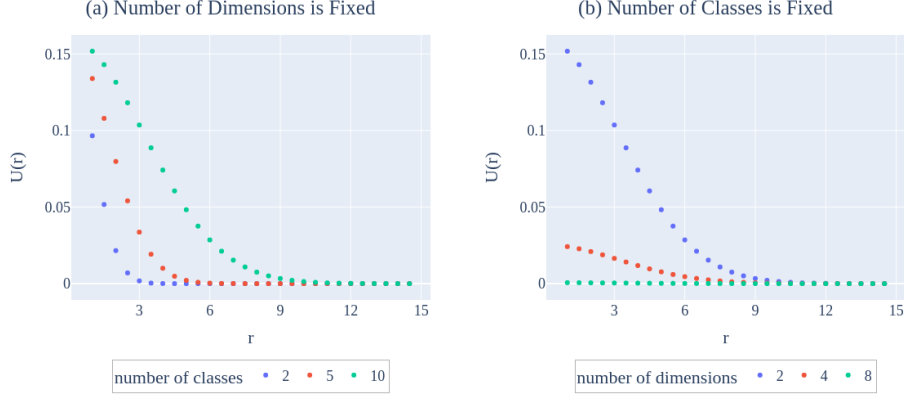 (a) Number of Dimensions is Fixed
(b) Number of Classes is Fixed
0.15
0.1
0.05
0
U(r)
3
6
9
12
15
r
number of classes 2 5 10
0.15
0.1
0.05
0
U(r)
3
6
9
12
15
r
number of dimensions 2 4 8